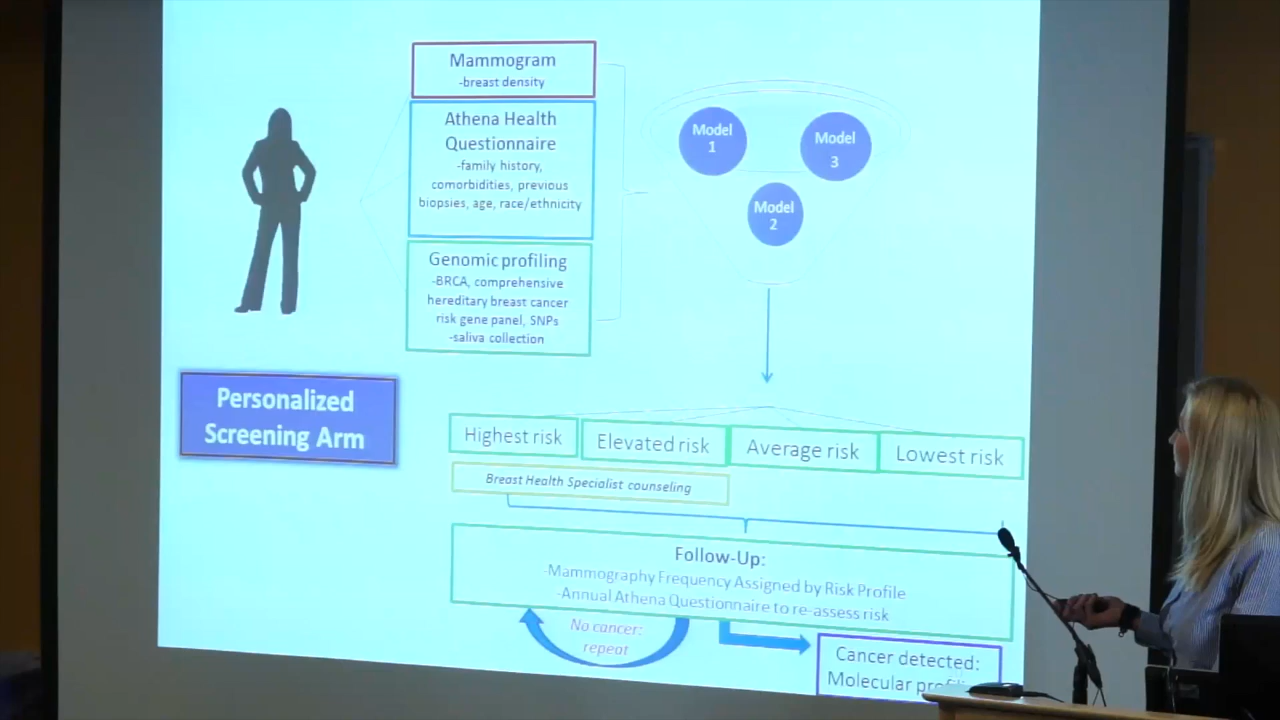 Mammogram
-breast density
Athena Health
Questionnaire
-family history,
comorbidities, previous
biopsies, age, race/ethnicity
Genomic profiling
-BRCA, comprehensive
hereditary breast cancer
risk gene panel, SNPs
-saliva collection
Model
1
Model
3
Model
2
Personalized
Screening Arm
Highest risk
Elevated risk
Average risk
Lowest risk
Breast Health Specialist counseling
Follow-Up:
-Mammography Frequency Assigned by Risk Profile
-Annual Athena Questionnaire to re-assess risk
No cancer:
repeat
Cancer detected:
Molecular